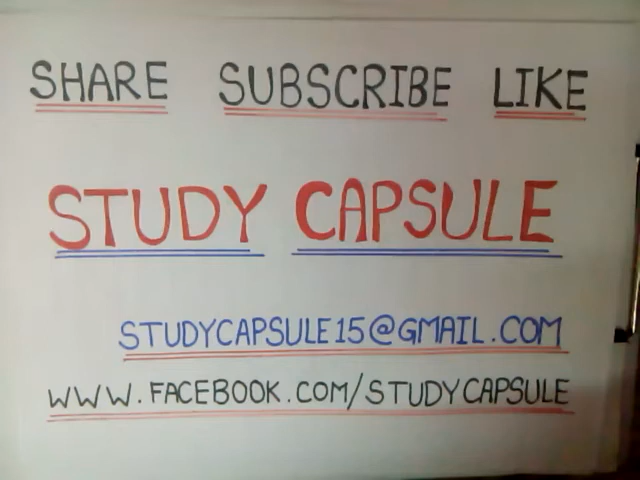 SHARE SUBSCRIBE LIKE
STUDY CAPSULE
STUDYCAPSULE15@GMAIL.COM
WWW.FACEBOOK.COM/STUDYCAPSULE